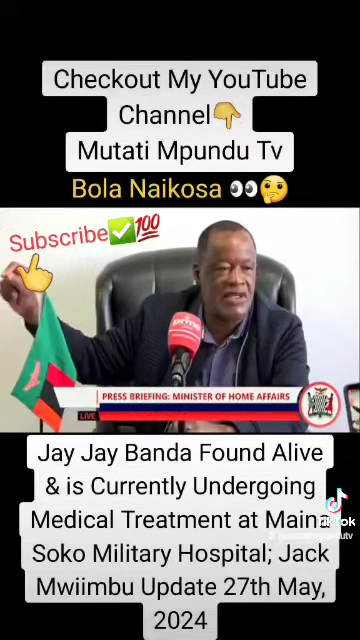 Checkout My YouTube
Channel👇
Mutati Mpundu Tv
Bola Naikosa 👀🤔
Subscribe✅💯
👆
prime
PRESS BRIEFING: MINISTER OF HOME AFFAIRS
LIVE
Jay Jay Banda Found Alive
& is Currently Undergoing
Medical Treatment at Maina
Soko Military Hospital; Jack
Mwiimbu Update 27th May,
2024
TikTok